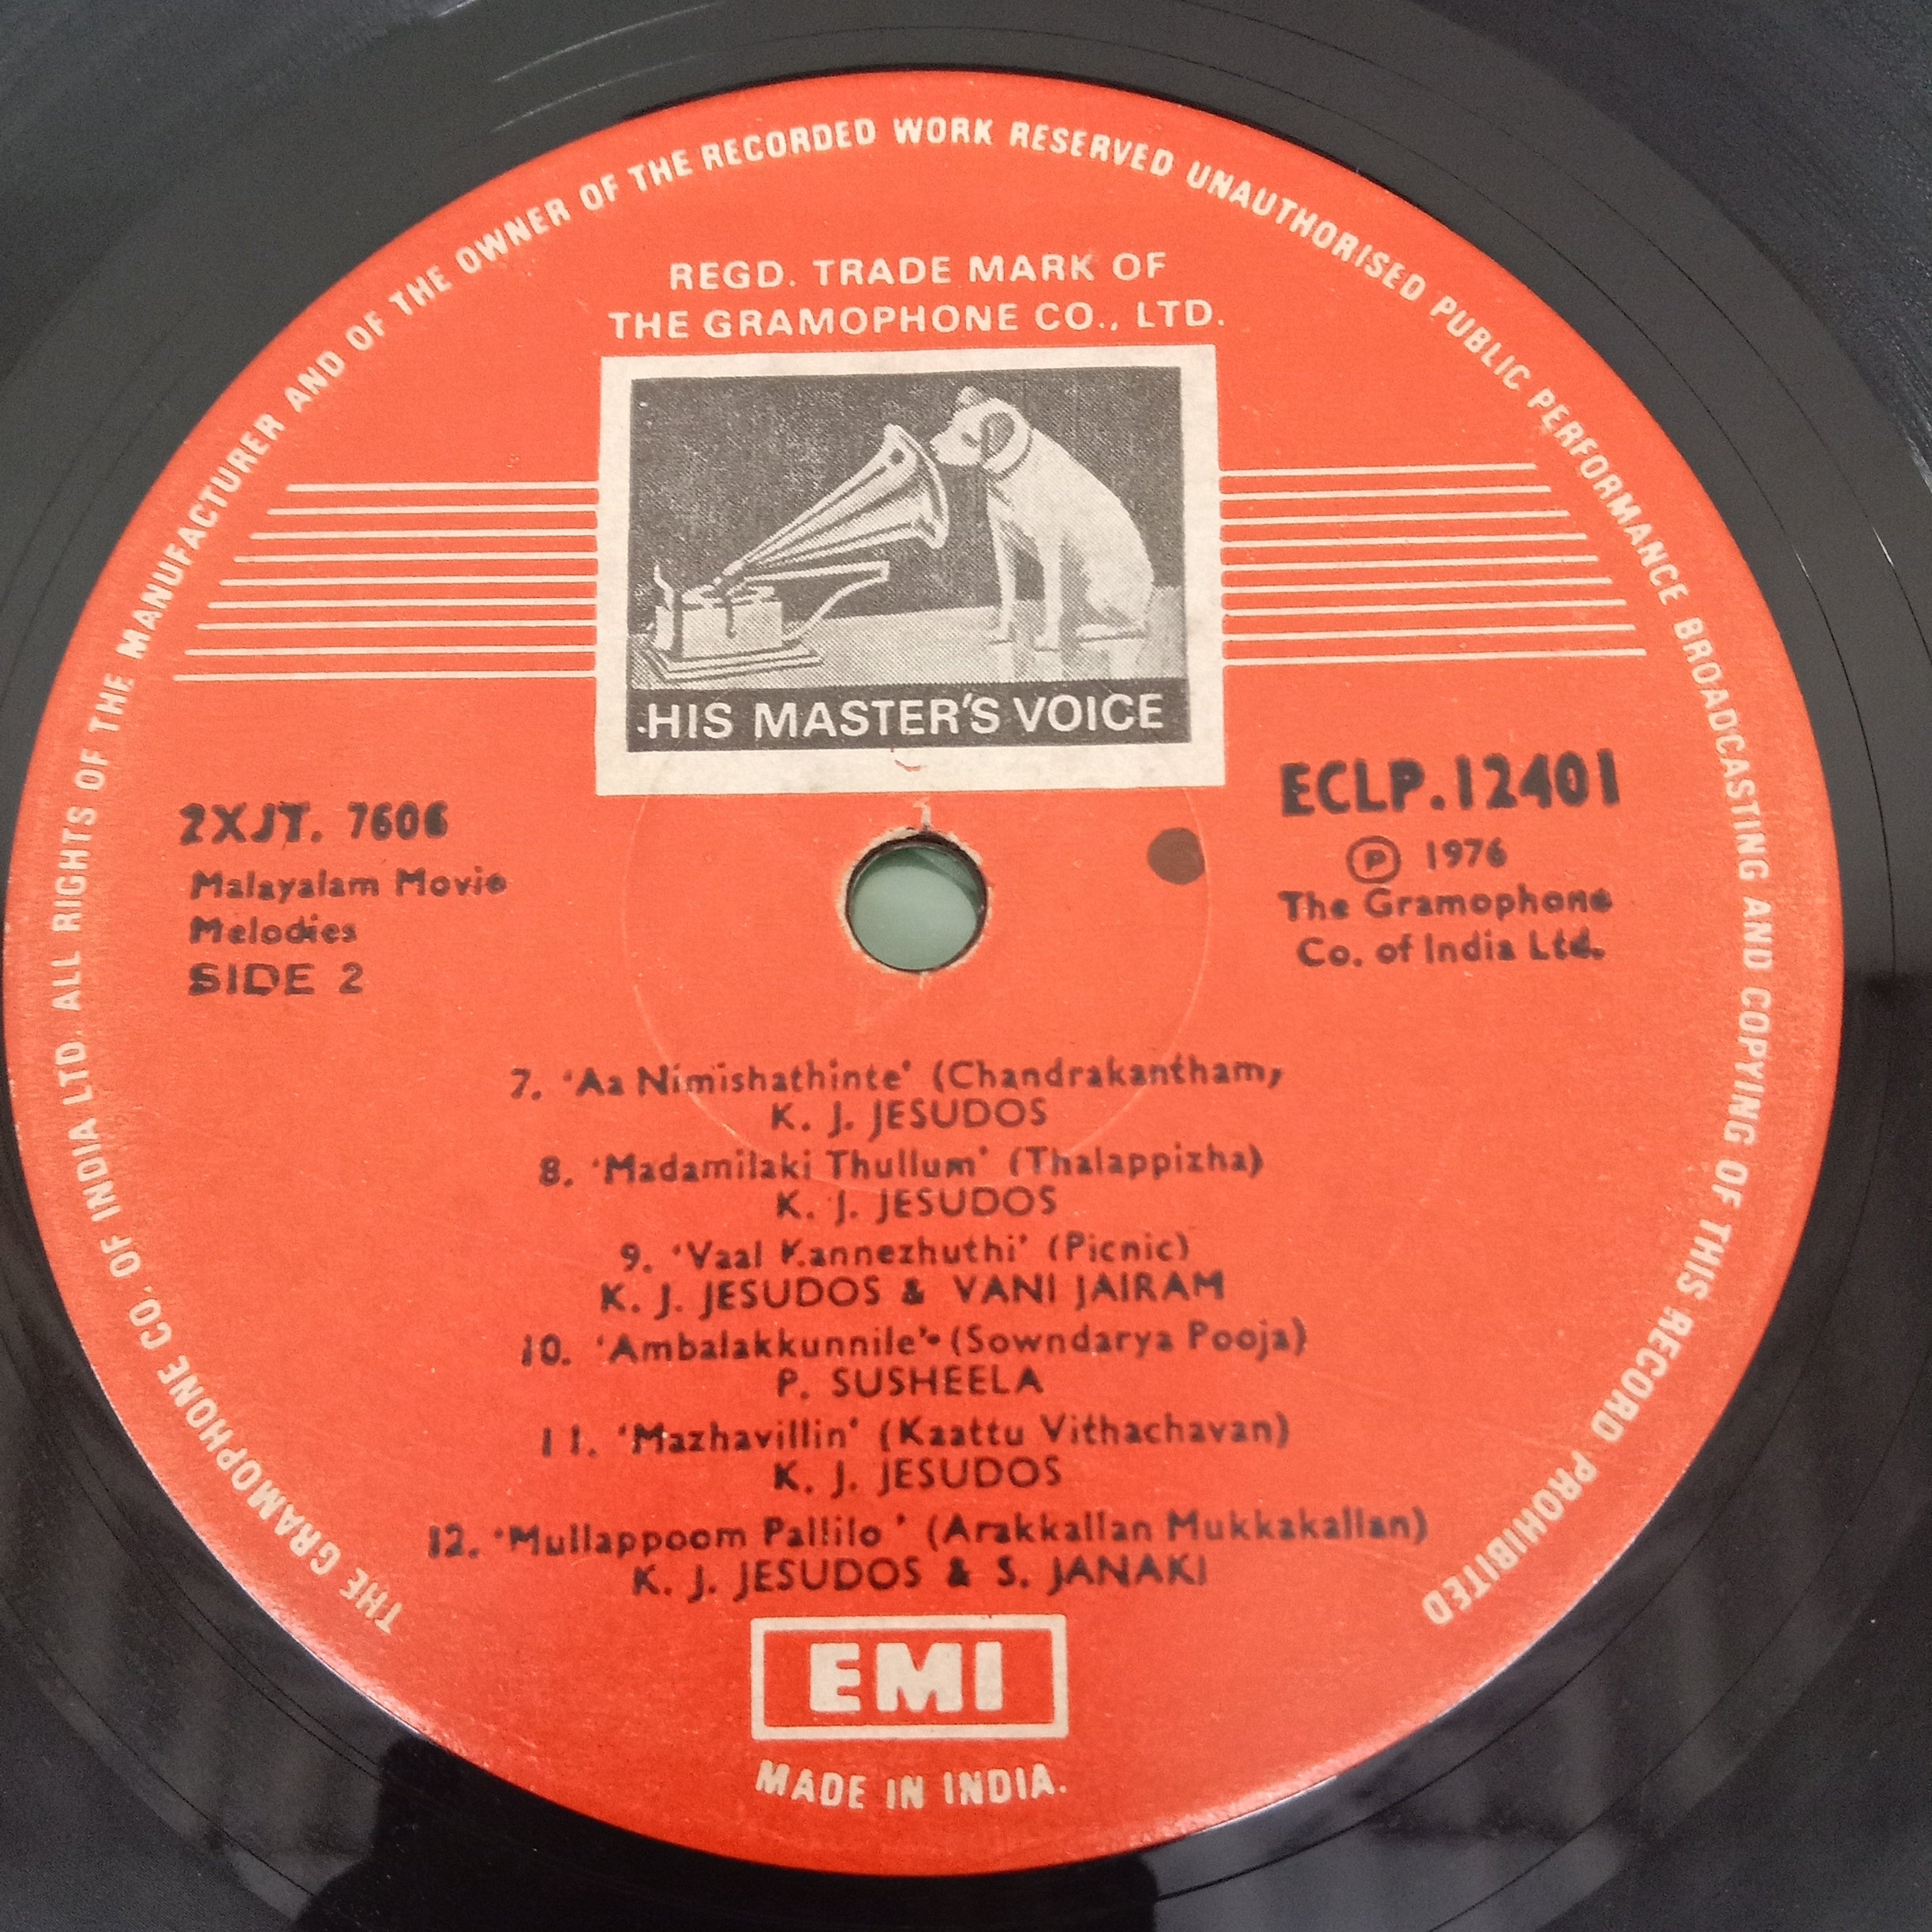 THE GRAMOPHONE CO. OF INDIA LTD. ALL RIGHTS OF THE MANUFACTURER AND OF THE OWNER OF THE RECORDED WORK RESERVED UNAUTHORISED PUBLIC PERFORMANCE BROADCASTING AND COPYING OF THIS RECORD PROHIBITED
REGD. TRADE MARK OF
THE GRAMOPHONE CO., LTD.
HIS MASTER'S VOICE
2XJT. 7606
Malayalam Movie
Melodies
SIDE 2
ECLP.12401
Ⓟ 1976
The Gramophone
Co. of India Ltd.
7. 'Aa Nimishathinte' (Chandrakantham,
K. J. JESUDOS
8. 'Madamilaki Thullum' (Thalappizha)
K. J. JESUDOS
9. 'Vaal Kannezhuthi' (Picnic)
K. J. JESUDOS & VANI JAIRAM
10. 'Ambalakkunnile'- (Sowndarya Pooja)
P. SUSHEELA
11. 'Mazhavillin' (Kaattu Vithachavan)
K. J. JESUDOS
12. 'Mullappoom Pallilo' (Arakkallan Mukkakallan)
K. J. JESUDOS & S. JANAKI
EMI
MADE IN INDIA.